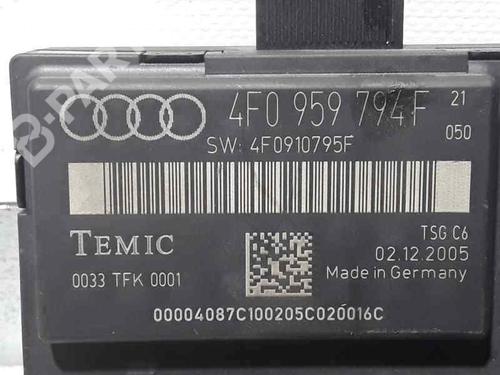 B-PARTS
4F0 959 794F 21
050
SW: 4F0910795F
TEMIC
TSG C6
02.12.2005
0033 TFK 0001
Made in Germany
00004087C100205C020016C